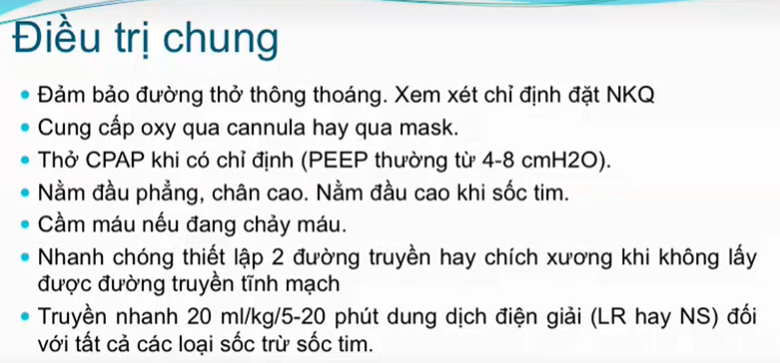 Điều trị chung
• Đảm bảo đường thở thông thoáng. Xem xét chỉ định đặt NKQ
• Cung cấp oxy qua cannula hay qua mask.
• Thở CPAP khi có chỉ định (PEEP thường từ 4-8 cmH2O).
• Nằm đầu phẳng, chân cao. Nằm đầu cao khi sốc tim.
• Cầm máu nếu đang chảy máu.
• Nhanh chóng thiết lập 2 đường truyền hay chích xương khi không lấy
được đường truyền tĩnh mạch
• Truyền nhanh 20 ml/kg/5-20 phút dung dịch điện giải (LR hay NS) đối
với tất cả các loại sốc trừ sốc tim.